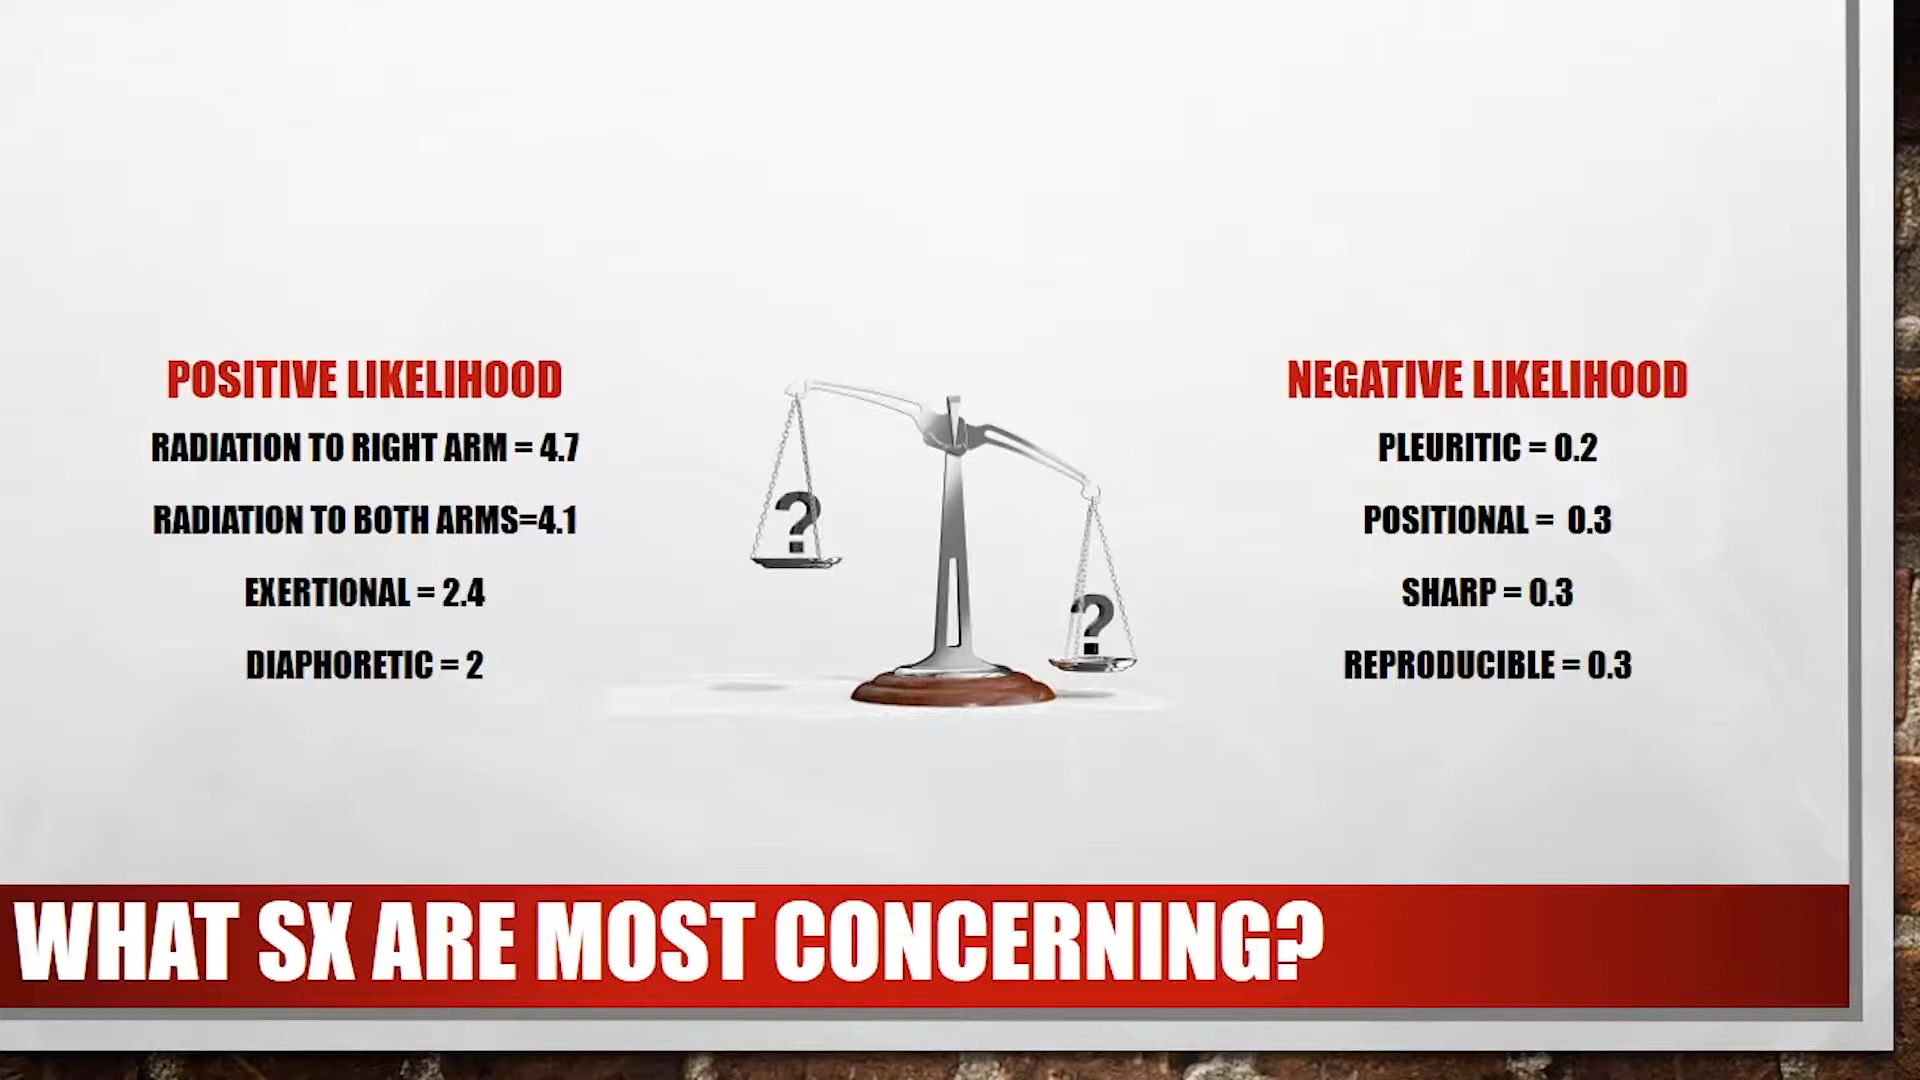 POSITIVE LIKELIHOOD
RADIATION TO RIGHT ARM = 4.7
RADIATION TO BOTH ARMS=4.1
EXERTIONAL = 2.4
DIAPHORETIC = 2
?
?
NEGATIVE LIKELIHOOD
PLEURITIC = 0.2
POSITIONAL = 0.3
SHARP = 0.3
REPRODUCIBLE = 0.3
WHAT SX ARE MOST CONCERNING?